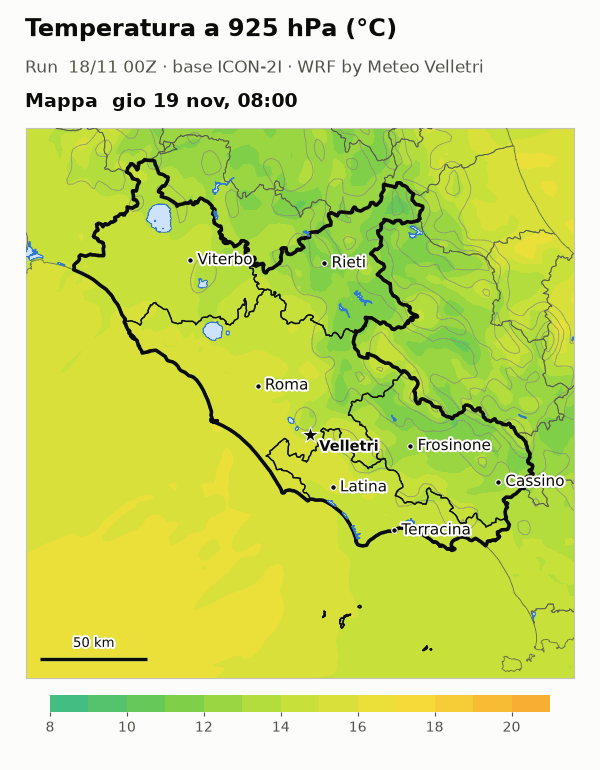 Temperatura a 925 hPa (°C)
Run  18/11 00Z · base ICON-2I · WRF by Meteo Velletri
Mappa  gio 19 nov, 08:00
Viterbo
Rieti
Roma
Velletri
Frosinone
Latina
Cassino
Terracina
50 km
8 10 12 14 16 18 20